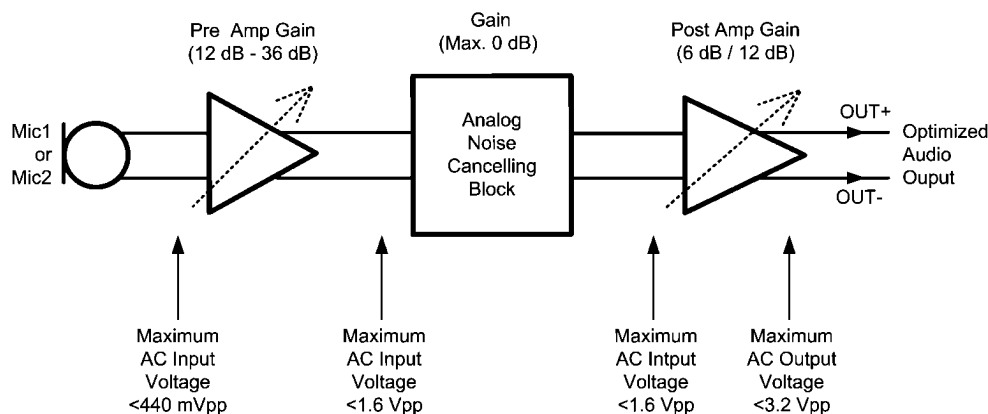 Pre Amp Gain
(12 dB - 36 dB)
Gain
(Max. 0 dB)
Post Amp Gain
(6 dB / 12 dB)
Mic1
or
Mic2
Analog
Noise
Cancelling
Block
OUT+
OUT-
Optimized
Audio
Ouput
Maximum
AC Input
Voltage
<440 mVpp
Maximum
AC Input
Voltage
<1.6 Vpp
Maximum
AC Intput
Voltage
<1.6 Vpp
Maximum
AC Output
Voltage
<3.2 Vpp